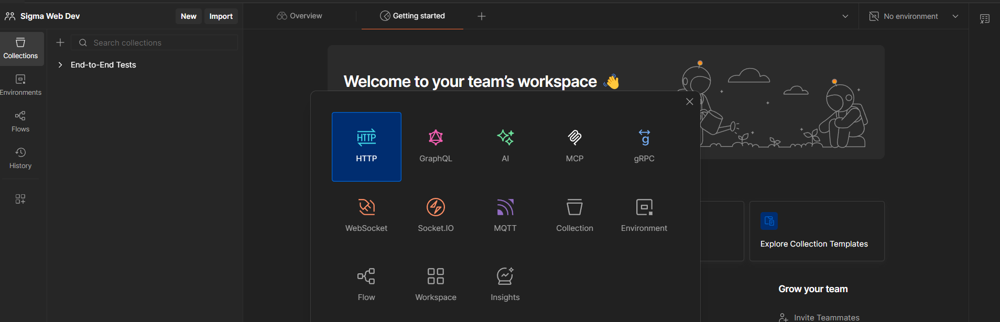 Sigma Web Dev
New
Import
Overview
Getting started
No environment
Collections
Search collections
End-to-End Tests
Environments
Flows
History
Welcome to your team's workspace 👋
HTTP
HTTP
GraphQL
AI
MCP
g
gRPC
WebSocket
Socket.IO
MQTT
Collection
Environment
Flow
Workspace
Insights
Explore Collection Templates
Grow your team
Invite Teammates